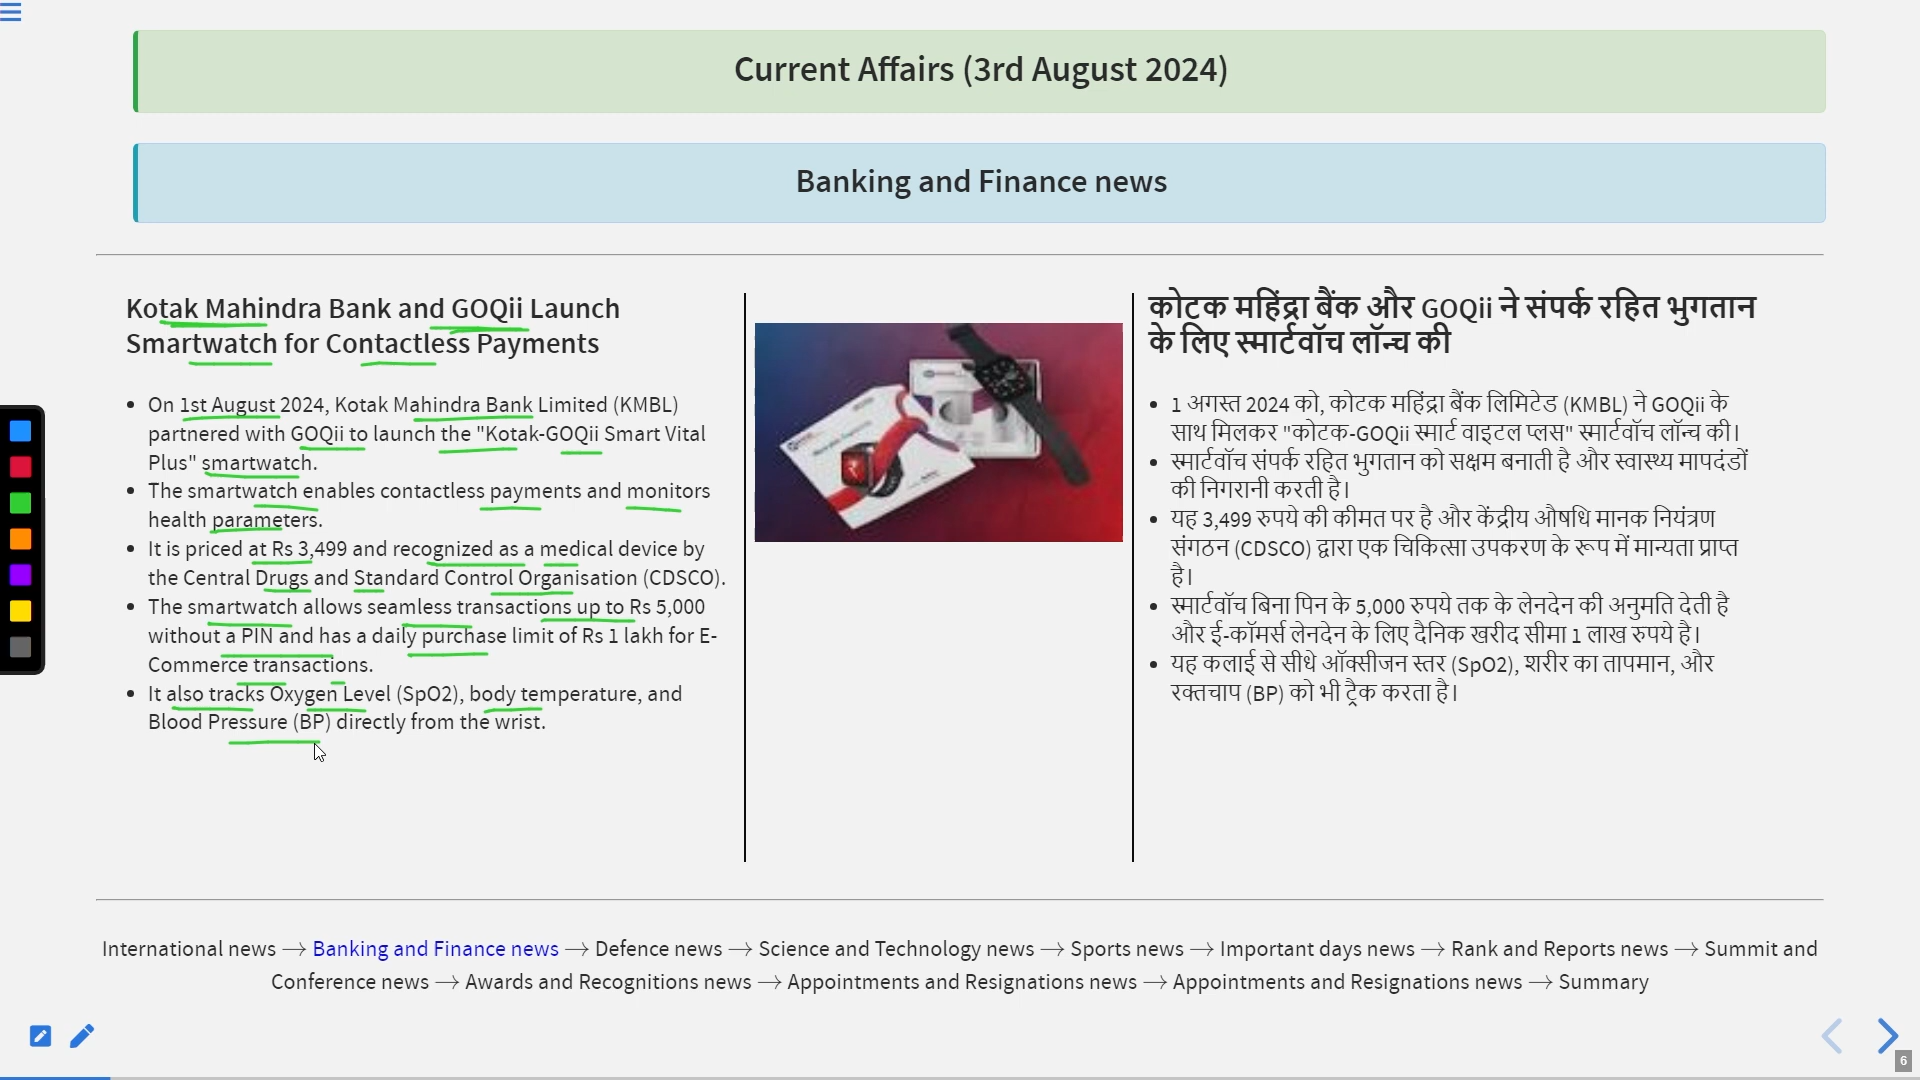 Current Affairs (3rd August 2024)
Banking and Finance news
Kotak Mahindra Bank and GOQii Launch
Smartwatch for Contactless Payments
• On 1st August 2024, Kotak Mahindra Bank Limited (KMBL)
partnered with GOQii to launch the "Kotak-GOQii Smart Vital
Plus" smartwatch.
• The smartwatch enables contactless payments and monitors
health parameters.
• It is priced at Rs 3,499 and recognized as a medical device by
the Central Drugs and Standard Control Organisation (CDSCO).
• The smartwatch allows seamless transactions up to Rs 5,000
without a PIN and has a daily purchase limit of Rs 1 lakh for E-
Commerce transactions.
• It also tracks Oxygen Level (SpO2), body temperature, and
Blood Pressure (BP) directly from the wrist.
कोटक महिंद्रा बैंक और GOQii ने संपर्क रहित भुगतान
के लिए स्मार्टवॉच लॉन्च की
• 1 अगस्त 2024 को, कोटक महिंद्रा बैंक लिमिटेड (KMBL) ने GOQii के
साथ मिलकर "कोटक-GOQii स्मार्ट वाइटल प्लस" स्मार्टवॉच लॉन्च की।
• स्मार्टवॉच संपर्क रहित भुगतान को सक्षम बनाती है और स्वास्थ्य मापदंडों
की निगरानी करती है।
• यह 3,499 रुपये की कीमत पर है और केंद्रीय औषधि मानक नियंत्रण
संगठन (CDSCO) द्वारा एक चिकित्सा उपकरण के रूप में मान्यता प्राप्त
है।
• स्मार्टवॉच बिना पिन के 5,000 रुपये तक के लेनदेन की अनुमति देती है
और ई-कॉमर्स लेनदेन के लिए दैनिक खरीद सीमा 1 लाख रुपये है।
• यह कलाई से सीधे ऑक्सीजन स्तर (SpO2), शरीर का तापमान, और
रक्तचाप (BP) को भी ट्रैक करता है।
International news → Banking and Finance news → Defence news → Science and Technology news → Sports news → Important days news → Rank and Reports news → Summit and
Conference news → Awards and Recognitions news → Appointments and Resignations news → Appointments and Resignations news → Summary
6